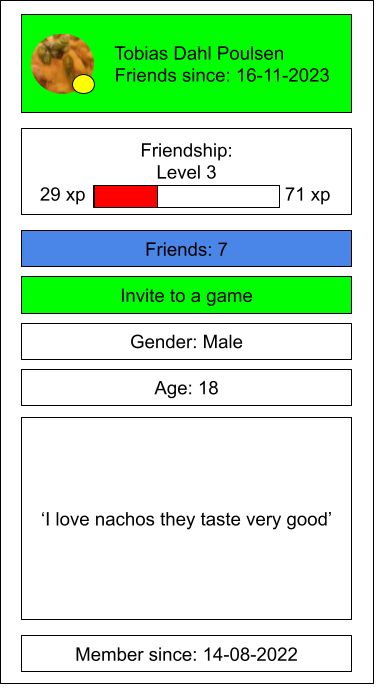 Tobias Dahl Poulsen
Friends since: 16-11-2023
Friendship:
Level 3
29 xp 71 xp
Friends: 7
Invite to a game
Gender: Male
Age: 18
‘I love nachos they taste very good’
Member since: 14-08-2022